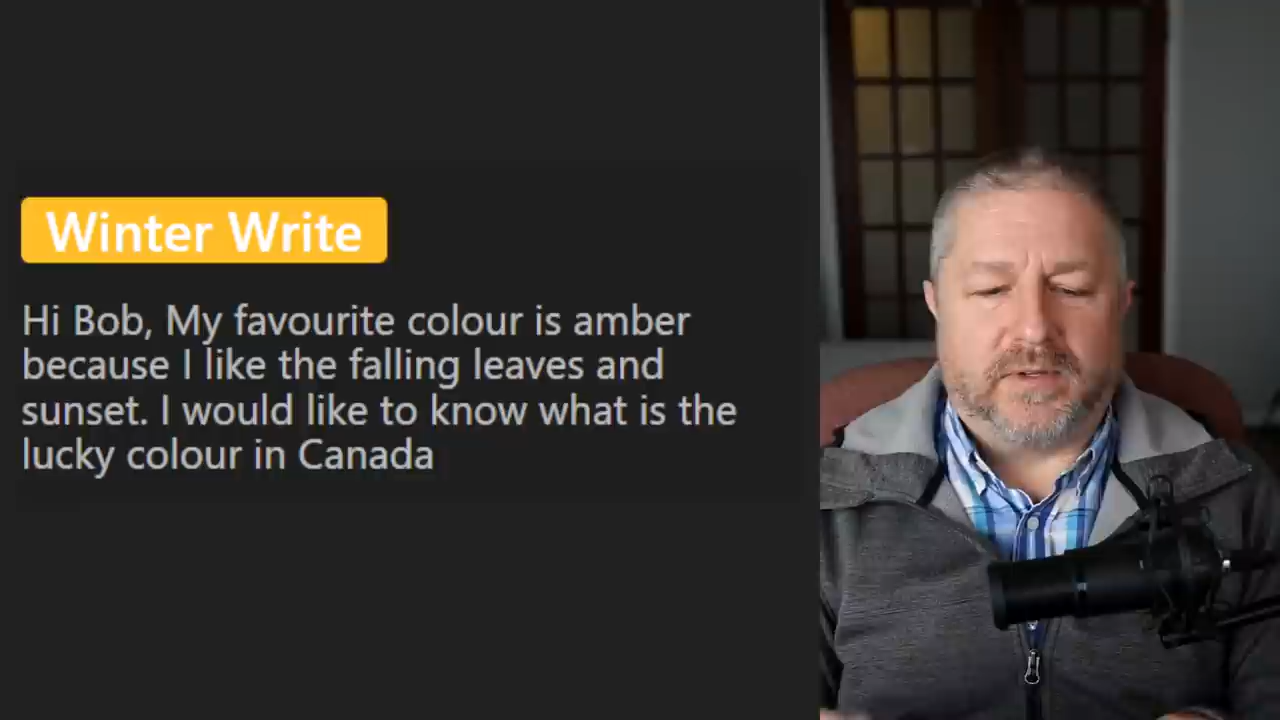 Winter Write
Hi Bob, My favourite colour is amber
because I like the falling leaves and
sunset. I would like to know what is the
lucky colour in Canada